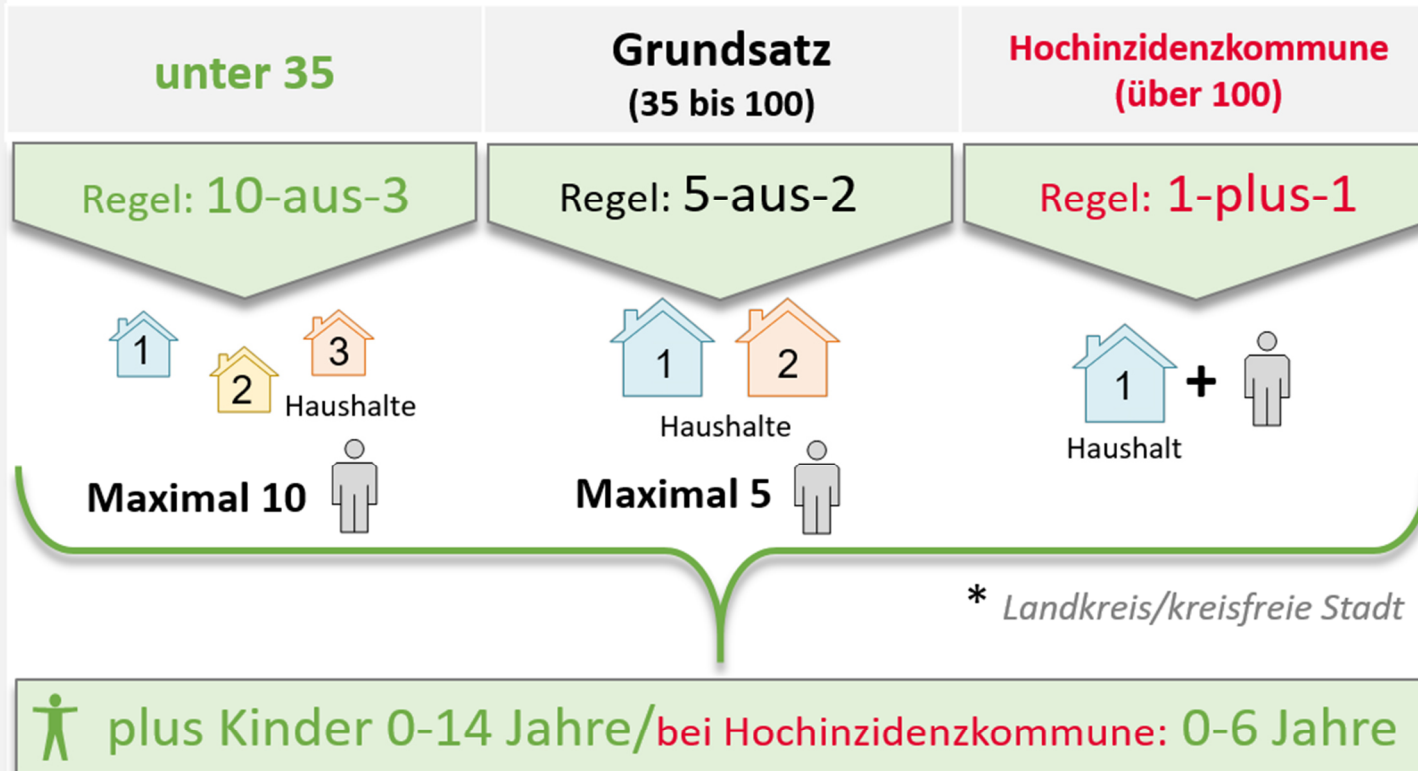 unter 35
Grundsatz
(35 bis 100)
Hochinzidenzkommune
(über 100)
Regel: 10-aus-3
Regel: 5-aus-2
Regel: 1-plus-1
1
2
3
Haushalte
Maximal 10
1
2
Haushalte
Maximal 5
1
+
Haushalt
* Landkreis/kreisfreie Stadt
plus Kinder 0-14 Jahre/bei Hochinzidenzkommune: 0-6 Jahre